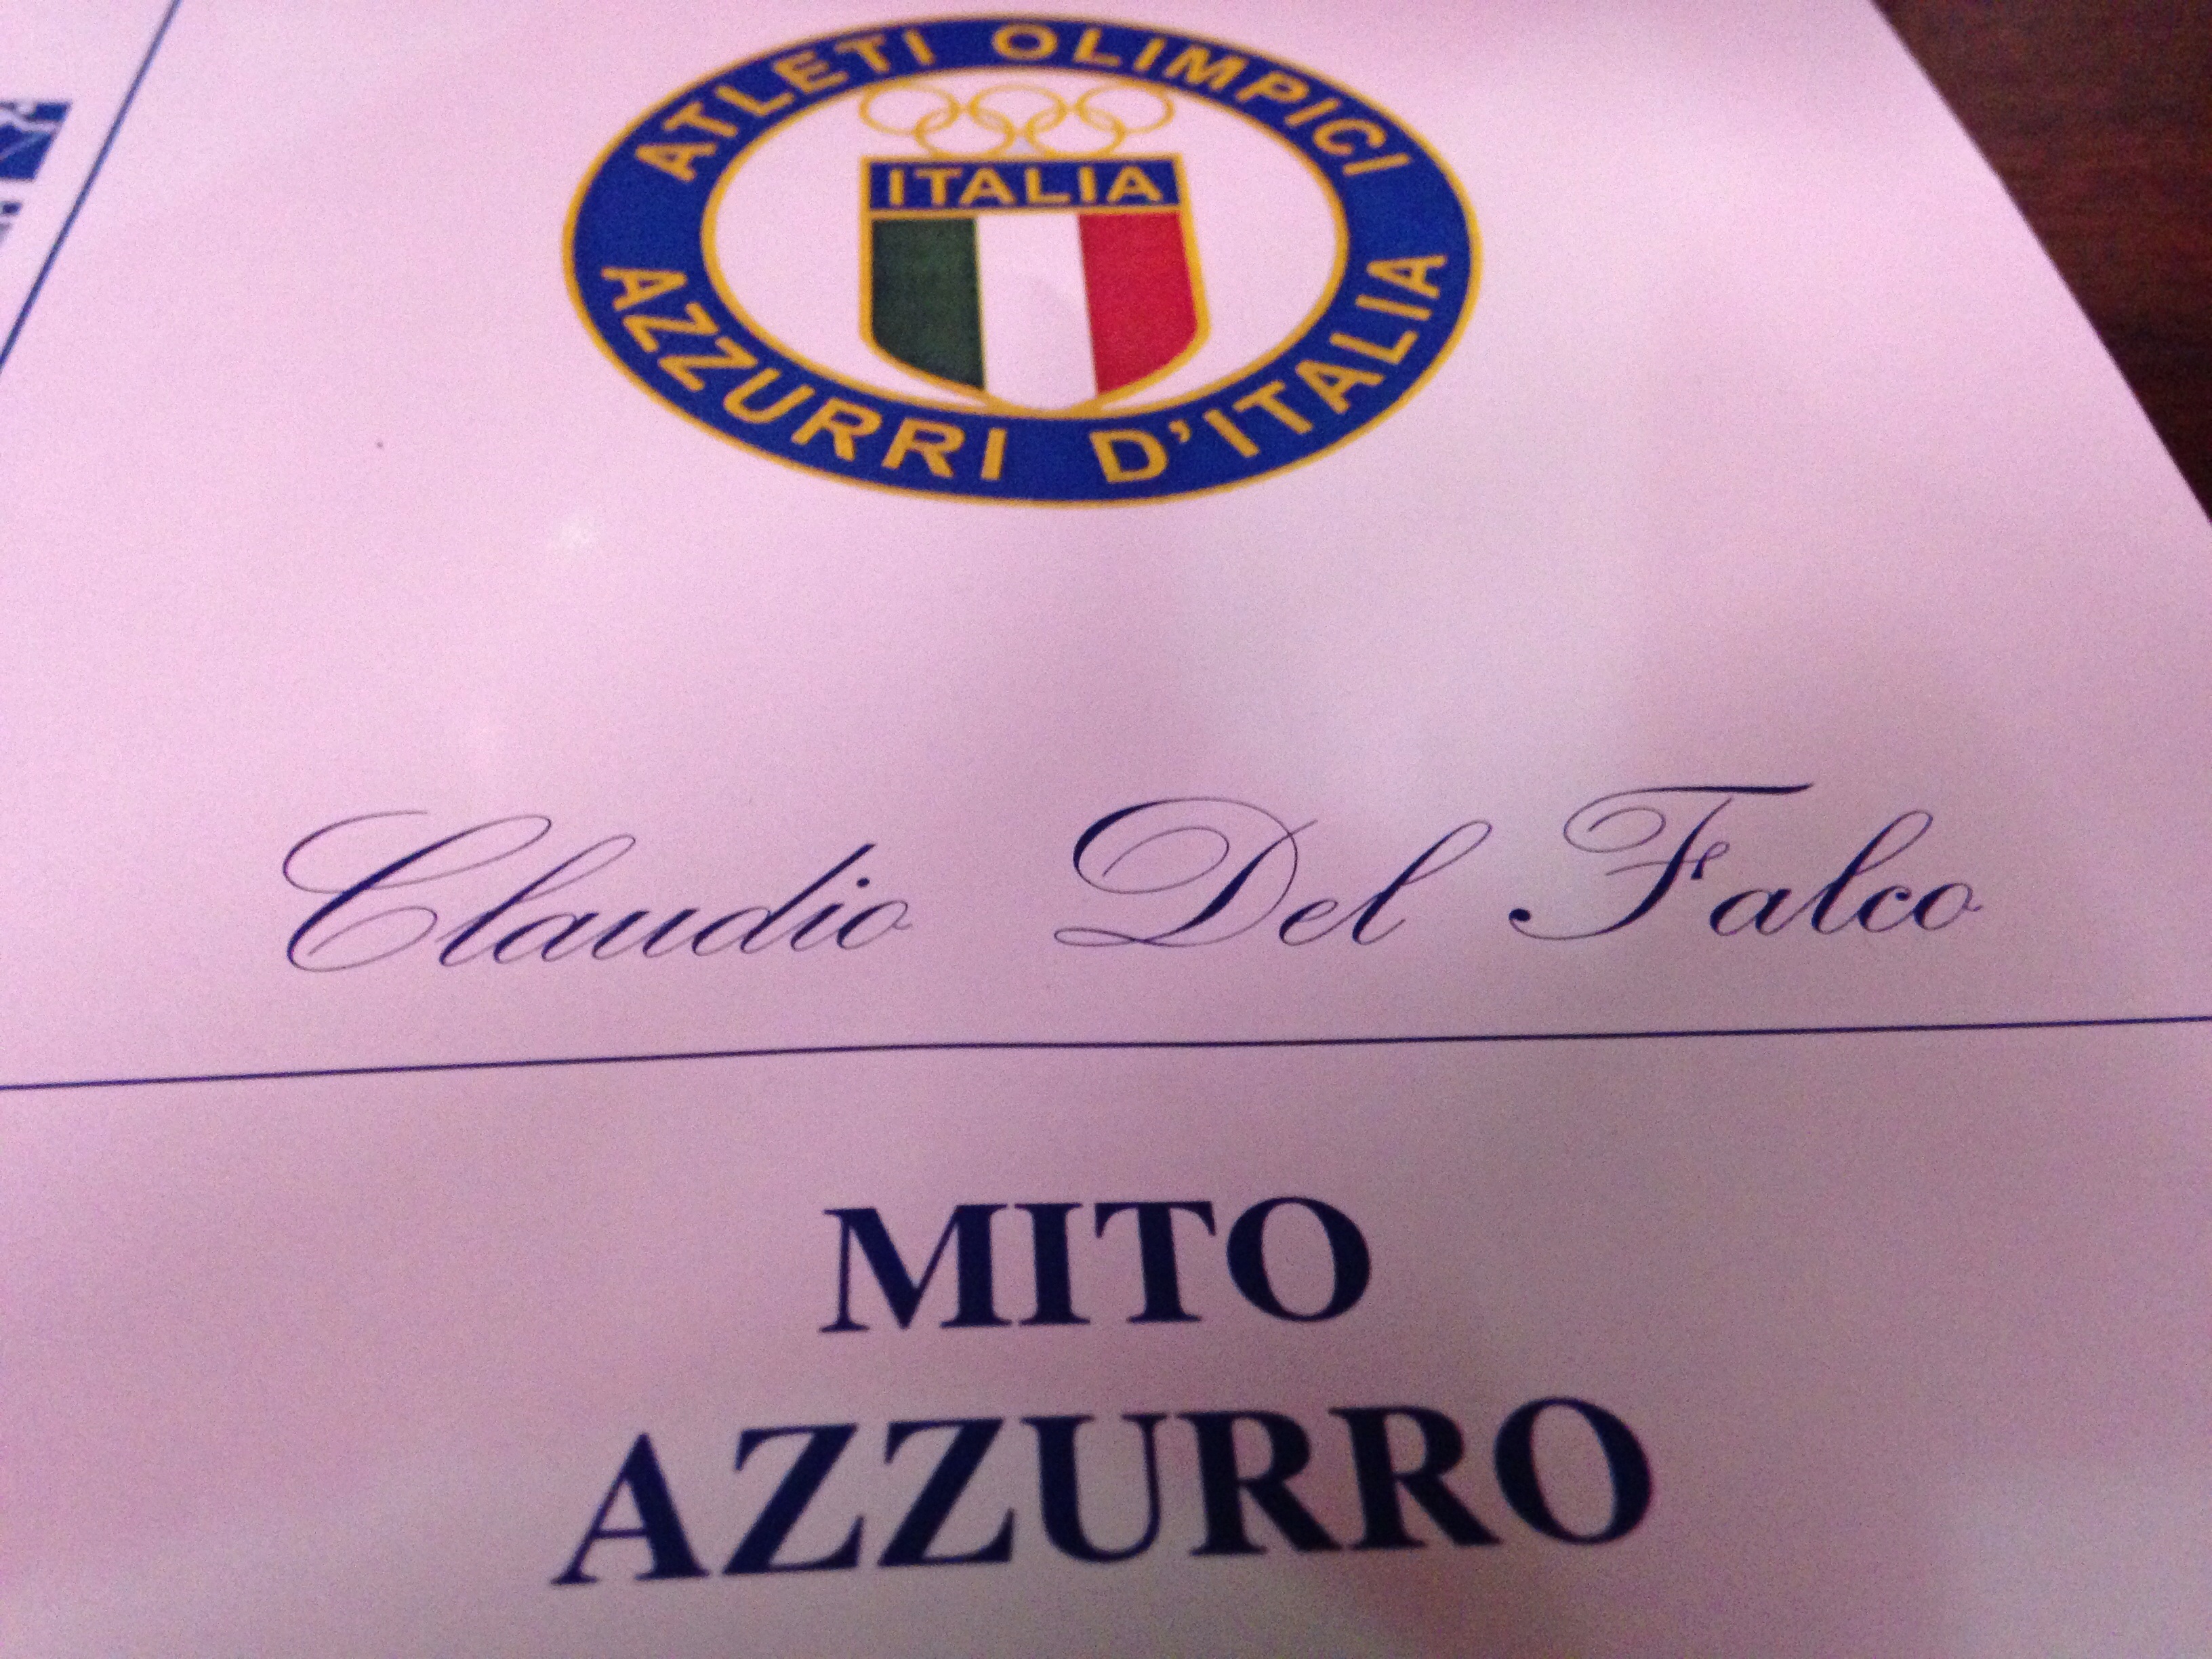 ATLETI OLIMPICI
ITALIA
AZZURRI D'ITALIA
Claudio Del Falco
MITO
AZZURRO